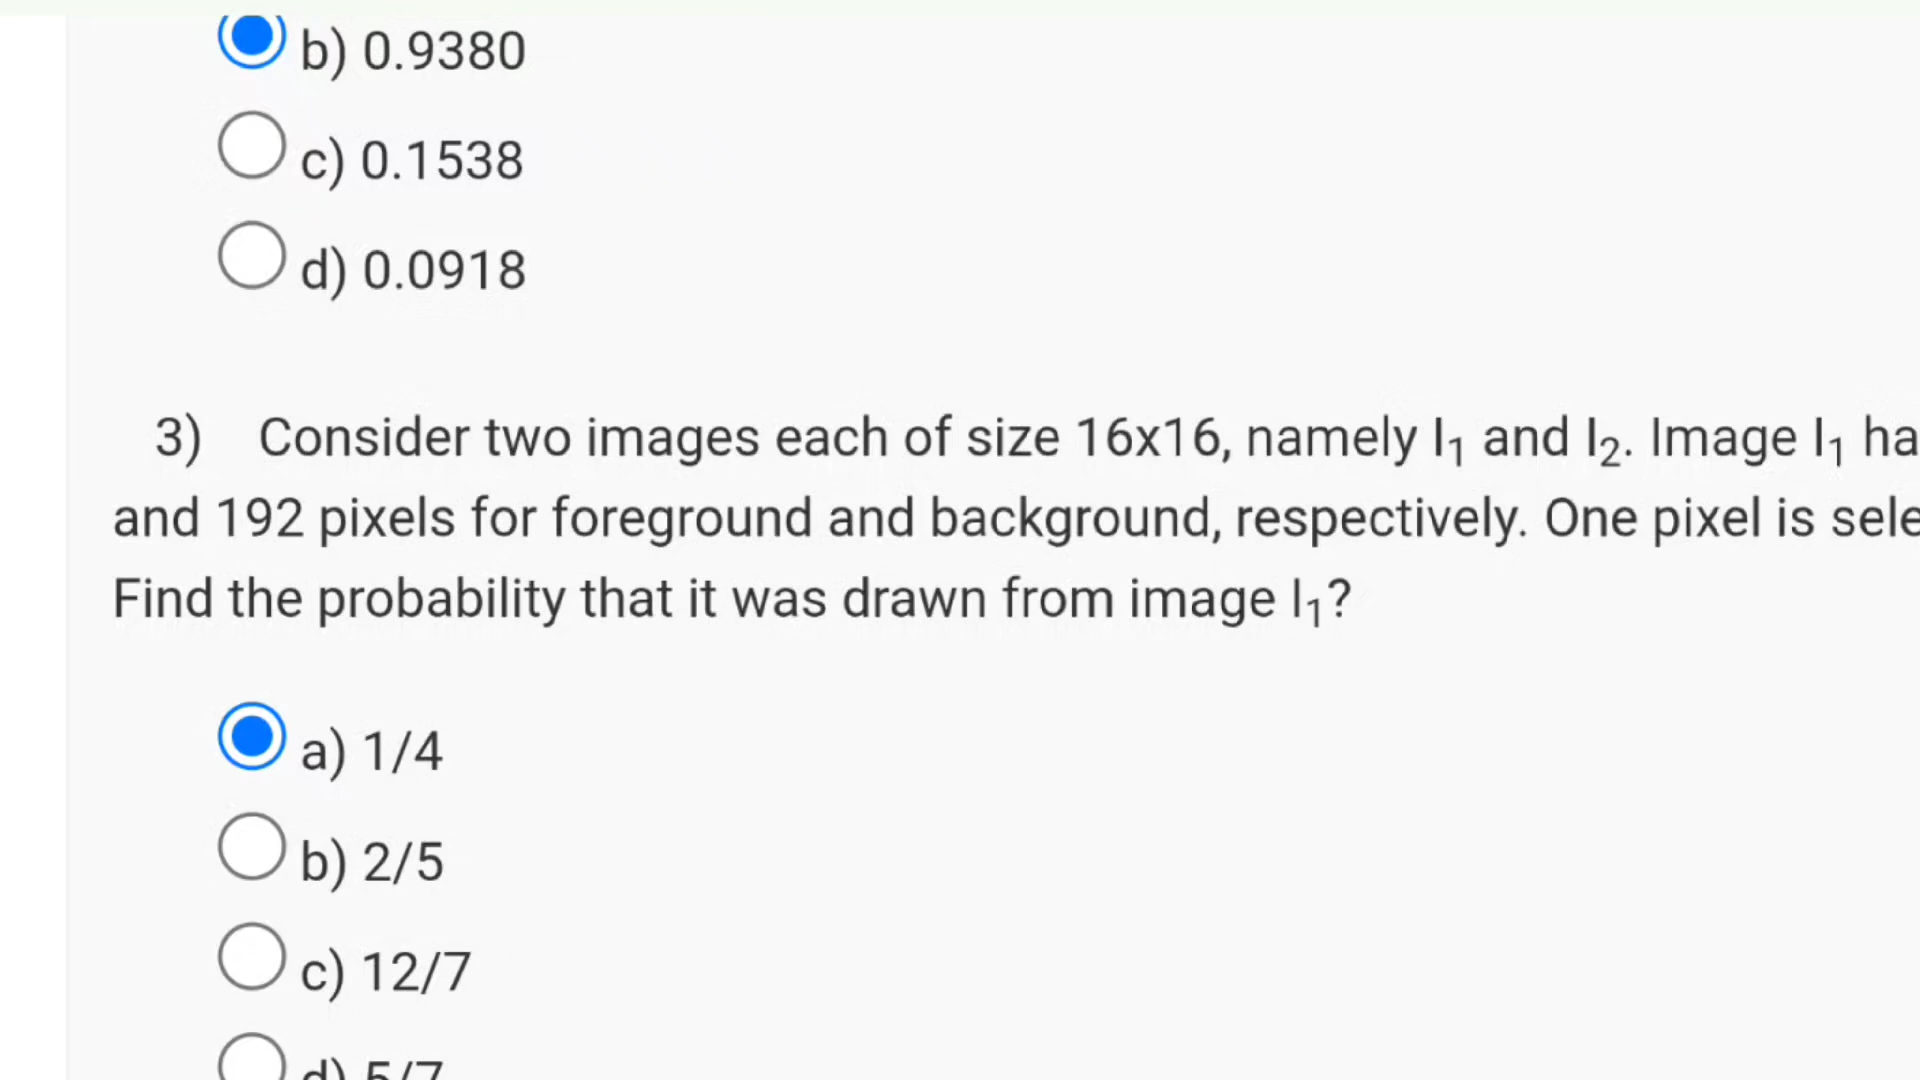 b) 0.9380
c) 0.1538
d) 0.0918
3) Consider two images each of size 16x16, namely I₁ and I₂. Image I₁ ha
and 192 pixels for foreground and background, respectively. One pixel is sele
Find the probability that it was drawn from image I₁?
a) 1/4
b) 2/5
c) 12/7
d) 5/7